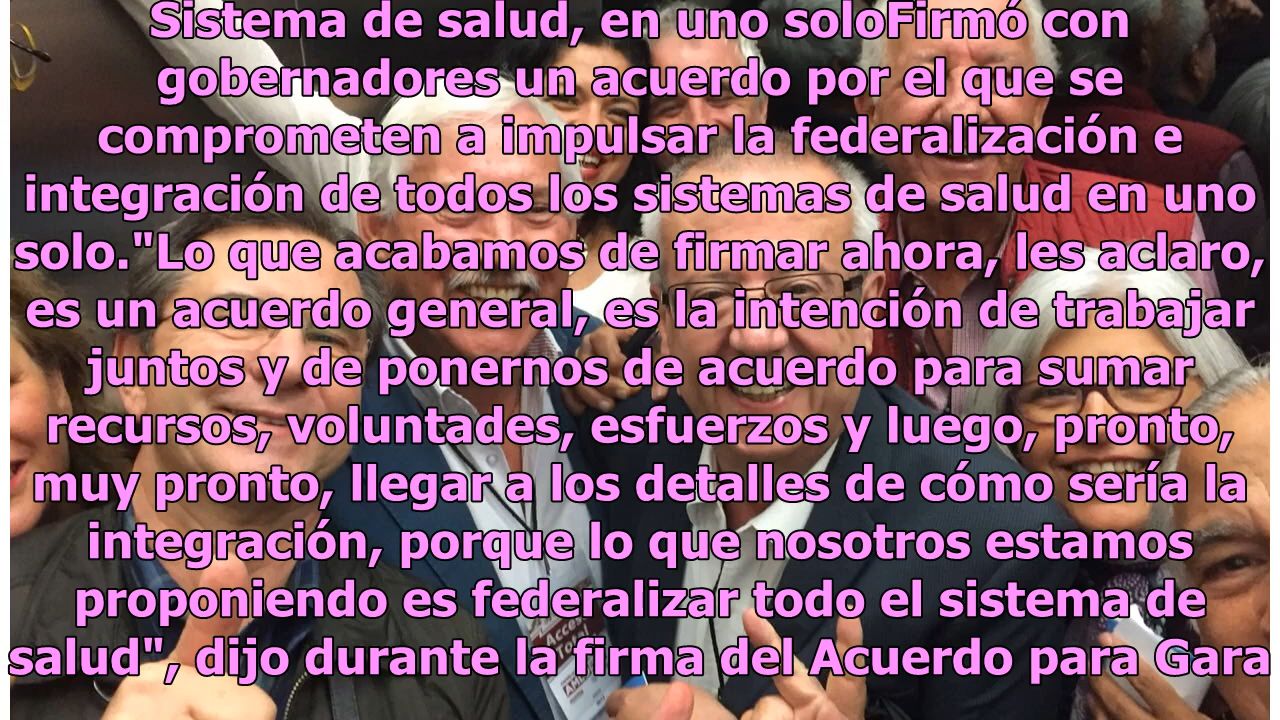 Sistema de salud, en uno soloFirmó con
gobernadores un acuerdo por el que se
comprometen a impulsar la federalización e
integración de todos los sistemas de salud en uno
solo."Lo que acabamos de firmar ahora, les aclaro,
es un acuerdo general, es la intención de trabajar
juntos y de ponernos de acuerdo para sumar
recursos, voluntades, esfuerzos y luego, pronto,
muy pronto, llegar a los detalles de cómo sería la
integración, porque lo que nosotros estamos
proponiendo es federalizar todo el sistema de
salud", dijo durante la firma del Acuerdo para Gara
Acceso
Total